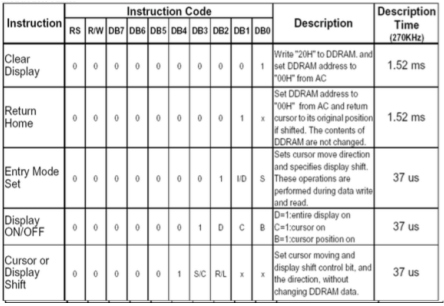 Instruction Instruction Code Description Description Time (270KHz)
RS R/W DB7 DB6 DB5 DB4 DB3 DB2 DB1 DB0
Clear Display 0 0 0 0 0 0 0 0 0 1 Write "20H" to DDRAM. and set DDRAM address to "00H" from AC 1.52 ms
Return Home 0 0 0 0 0 0 0 0 1 x Set DDRAM address to "00H" from AC and return cursor to its original position if shifted. The contents of DDRAM are not changed. 1.52 ms
Entry Mode Set 0 0 0 0 0 0 0 1 I/D S Sets cursor move direction and specifies display shift. These operations are performed during data write and read. 37 us
Display ON/OFF 0 0 0 0 0 0 1 D C B D=1:entire display on C=1:cursor on B=1:cursor position on 37 us
Cursor or Display Shift 0 0 0 0 0 1 S/C R/L x x Set cursor moving and display shift control bit, and the direction, without changing DDRAM data. 37 us